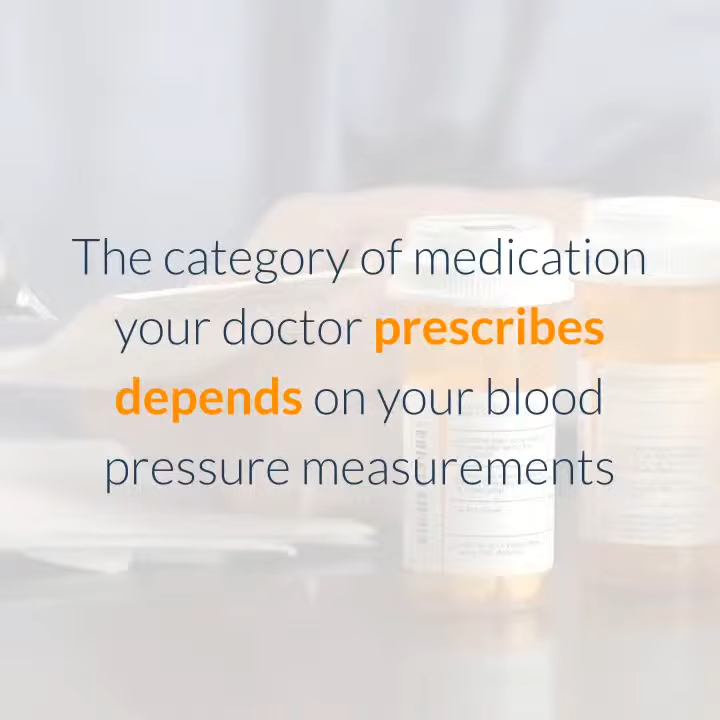 The category of medication
your doctor prescribes
depends on your blood
pressure measurements